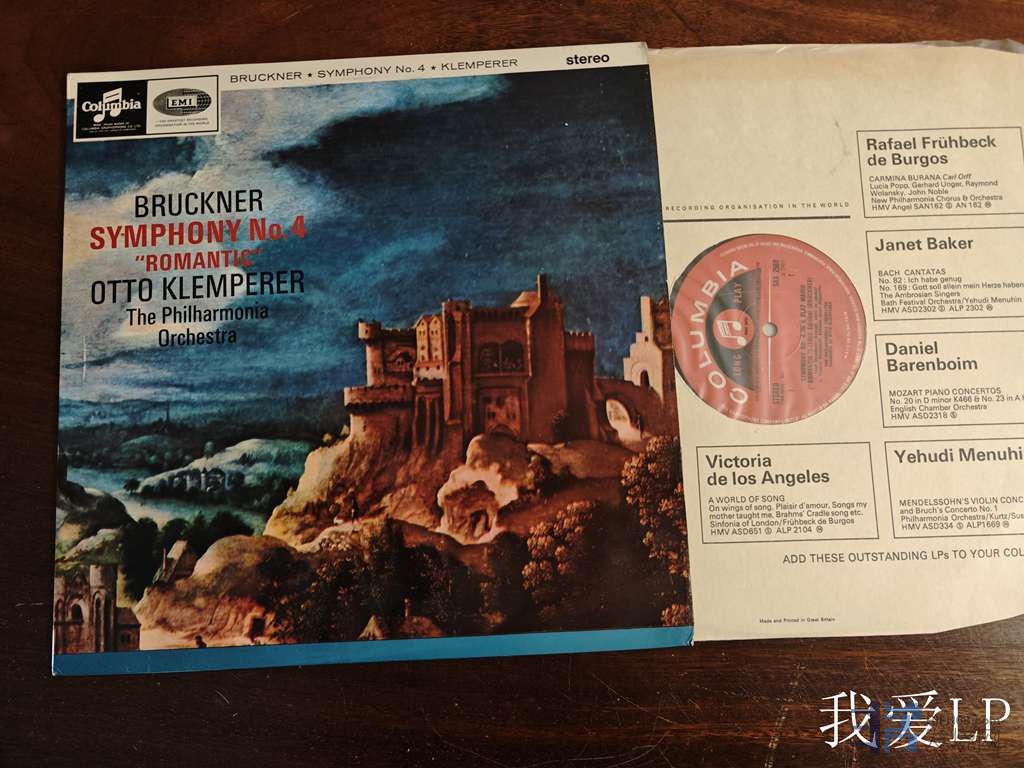 BRUCKNER ★ SYMPHONY No. 4 ★ KLEMPERER
stereo
Columbia
EMI
BRUCKNER
SYMPHONY No. 4
"ROMANTIC"
OTTO KLEMPERER
The Philharmonia
Orchestra
RECORDING ORGANISATION IN THE WORLD
Rafael Frühbeck
de Burgos
CARMINA BURANA Carl Orff
Lucia Popp, Gerhard Unger, Raymond
Wolansky, John Noble
New Philharmonia Chorus & Orchestra
HMV Angel SAN162 Ⓢ AN 162 Ⓜ
Janet Baker
BACH CANTATAS
No. 82 : Ich habe genug
No. 169 : Gott soll allein mein Herze haben
The Ambrosian Singers
Bath Festival Orchestra/Yehudi Menuhin
HMV ASD2302 Ⓢ ALP 2302 Ⓜ
Daniel
Barenboim
MOZART PIANO CONCERTOS
No. 20 in D minor K466 & No. 23 in A
English Chamber Orchestra
HMV ASD2318 Ⓢ
COLUMBIA
LONG PLAY
STEREO
Victoria
de los Angeles
A WORLD OF SONG
On wings of song, Plaisir d'amour, Songs my
mother taught me, Brahms' Cradle song etc.
Sinfonia of London/Frühbeck de Burgos
HMV ASD651 Ⓢ ALP 2104 Ⓜ
Yehudi Menuhi
MENDELSSOHN'S VIOLIN CONC
and Bruch's Concerto No. 1
Philharmonia Orchestra/Kurtz/Sus
HMV ASD334 Ⓢ ALP1669 Ⓜ
ADD THESE OUTSTANDING LPs TO YOUR COL
Made and Printed in Great Britain
我爱LP